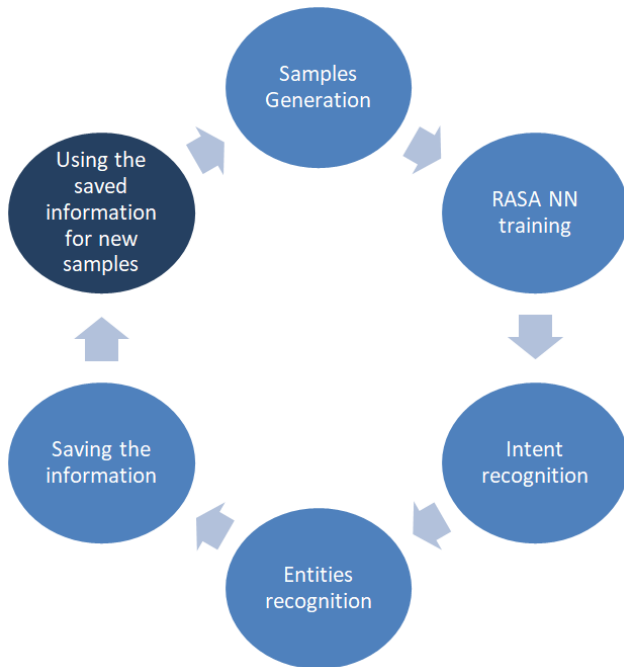 Samples
Generation
RASA NN
training
Intent
recognition
Entities
recognition
Saving the
information
Using the
saved
information
for new
samples